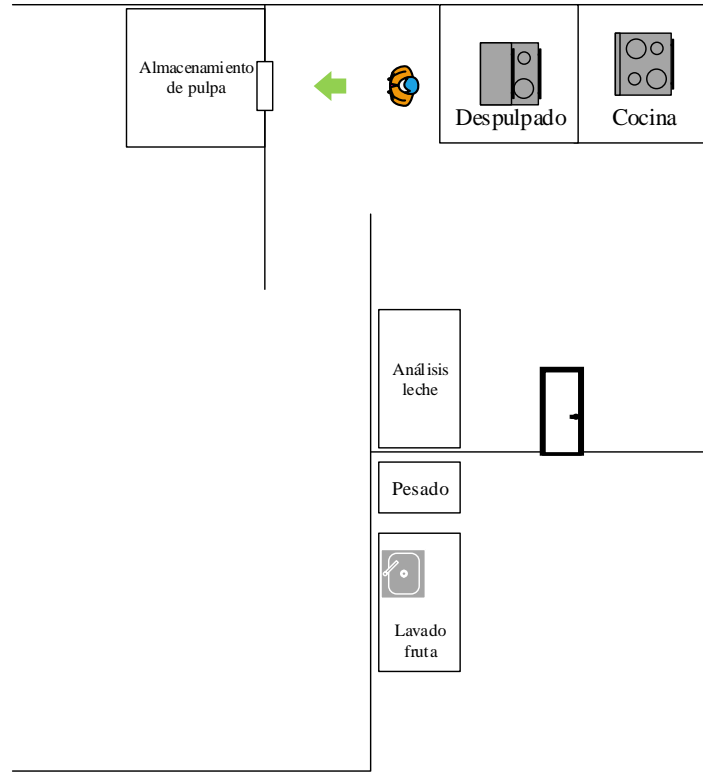 Almacenamiento
de pulpa
Despulpado
Cocina
Análisis
leche
Pesado
Lavado
fruta